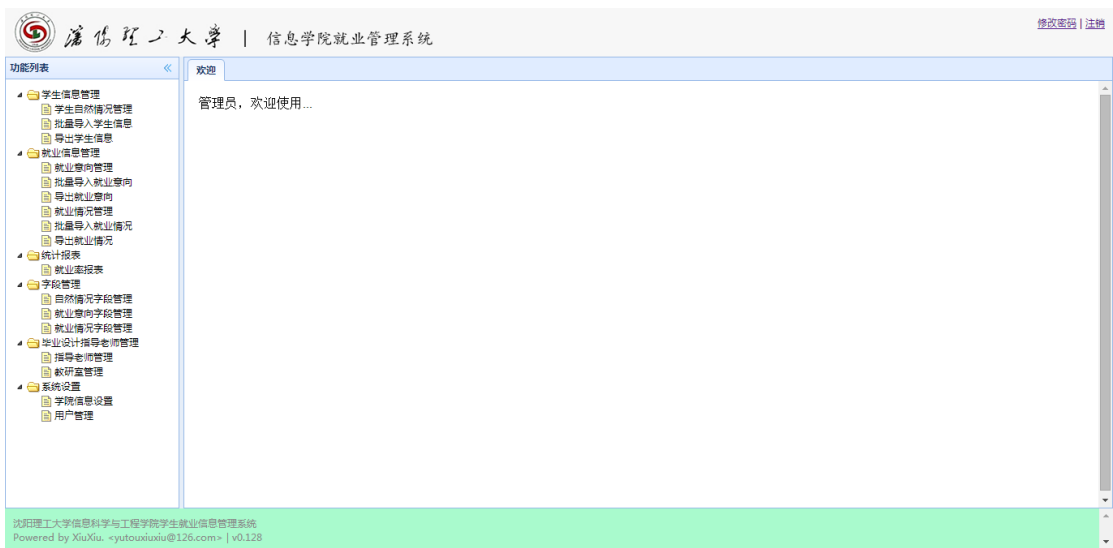 瀋陽理工大學 | 信息学院就业管理系统
修改密码 | 注销
功能列表
欢迎
学生信息管理
学生自然情况管理
批量导入学生信息
导出学生信息
就业信息管理
就业意向管理
批量导入就业意向
导出就业意向
就业情况管理
批量导入就业情况
导出就业情况
统计报表
就业率报表
字段管理
自然情况字段管理
就业意向字段管理
就业情况字段管理
毕业设计指导老师管理
指导老师管理
教研室管理
系统设置
学院信息设置
用户管理
管理员，欢迎使用...
沈阳理工大学信息科学与工程学院学生就业信息管理系统
Powered by XiuXiu. <yutouxiuxiu@126.com> | v0.128